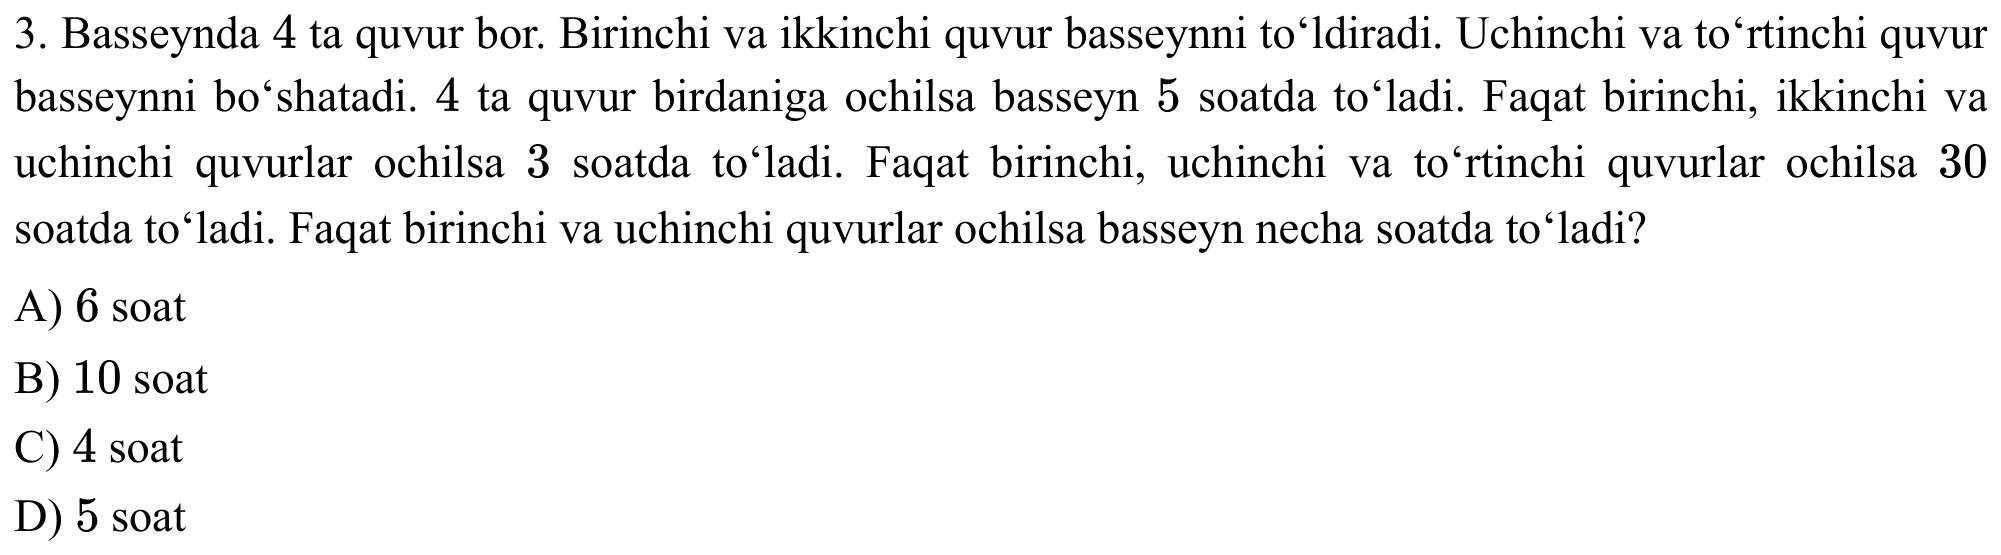 3. Basseynda 4 ta quvur bor. Birinchi va ikkinchi quvur basseynni to‘ldiradi. Uchinchi va to‘rtinchi quvur
basseynni bo‘shatadi. 4 ta quvur birdaniga ochilsa basseyn 5 soatda to‘ladi. Faqat birinchi, ikkinchi va
uchinchi quvurlar ochilsa 3 soatda to‘ladi. Faqat birinchi, uchinchi va to‘rtinchi quvurlar ochilsa 30
soatda to‘ladi. Faqat birinchi va uchinchi quvurlar ochilsa basseyn necha soatda to‘ladi?
A) 6 soat
B) 10 soat
C) 4 soat
D) 5 soat